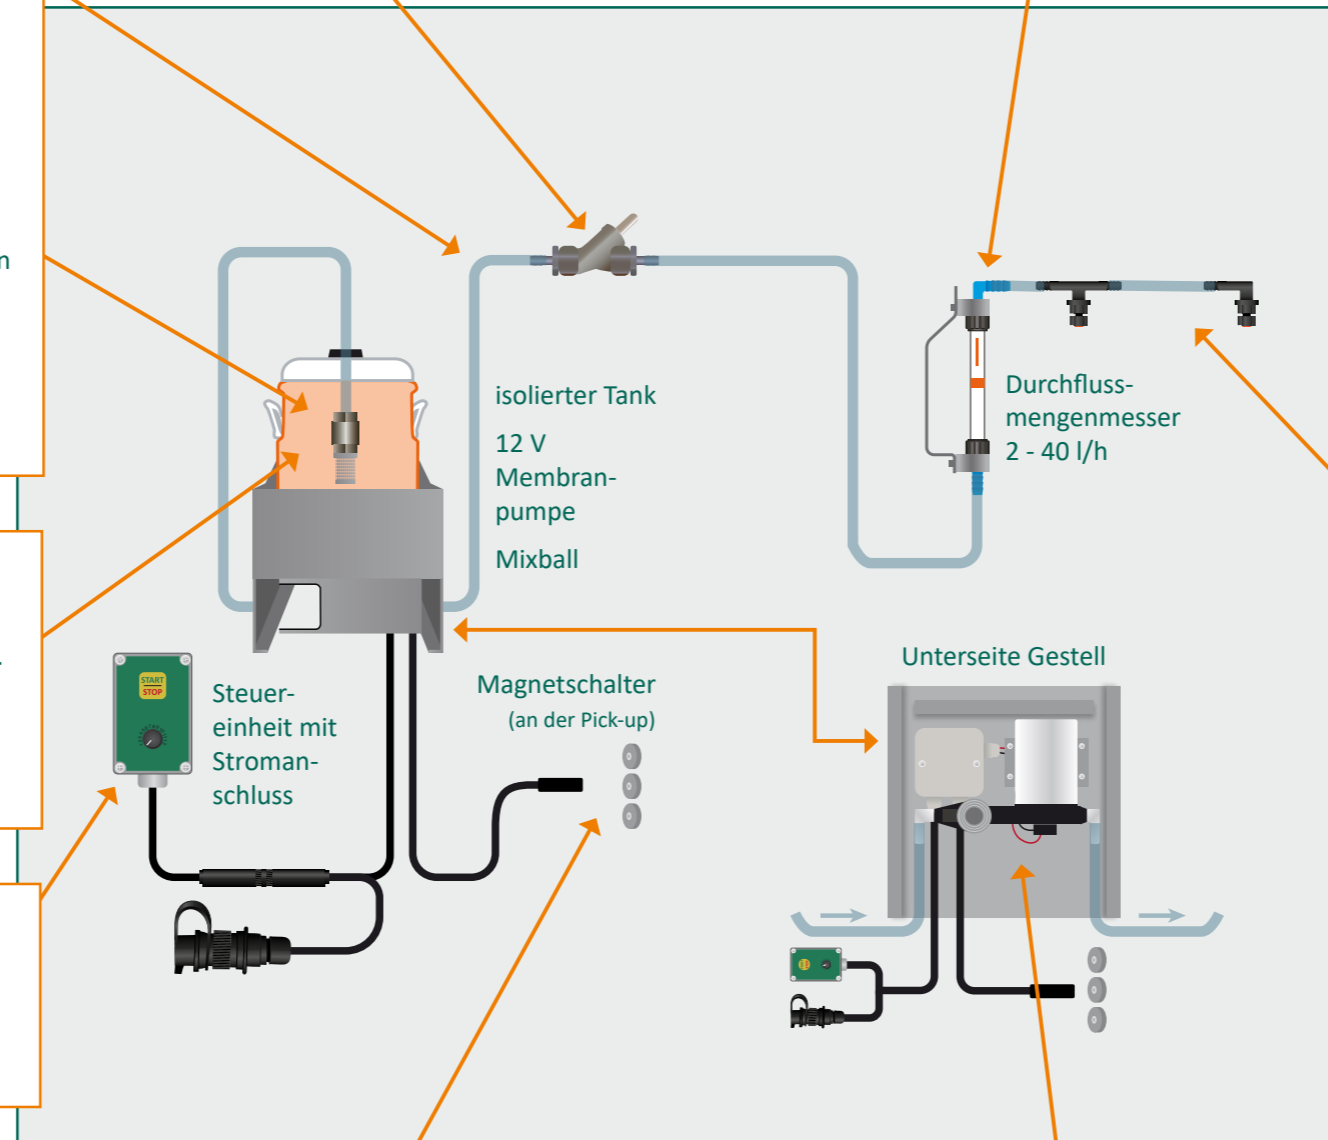 n
isolierter Tank
12 V
Membran-
pumpe
Mixball
Durchfluss-
mengenmesser
2 - 40 l/h
.
START
STOP
Steuer-
einheit mit
Stroman-
schluss
Magnetschalter
(an der Pick-up)
Unterseite Gestell